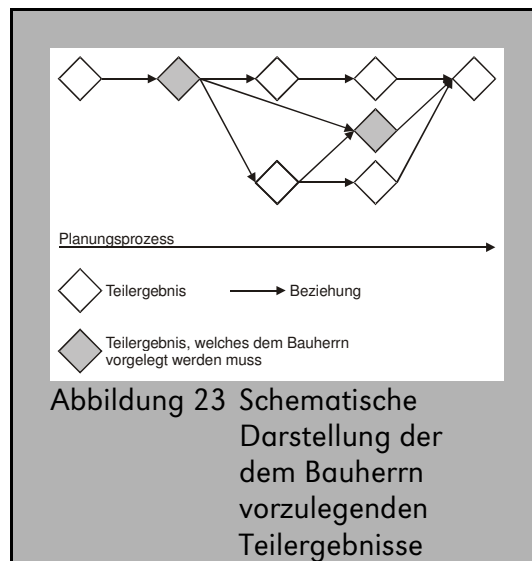 Planungsprozess
Teilergebnis
Beziehung
Teilergebnis, welches dem Bauherrn
vorgelegt werden muss
Abbildung 23 Schematische
Darstellung der
dem Bauherrn
vorzulegenden
Teilergebnisse